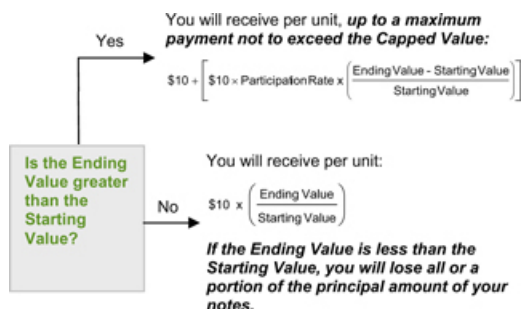 You will receive per unit, up to a maximum
payment not to exceed the Capped Value:
Yes
$10 + [$10 × Participation Rate x (Ending Value - Starting Value / Starting Value)]
Is the Ending
Value greater
than the
Starting
Value?
No
You will receive per unit:
$10 x (Ending Value / Starting Value)
If the Ending Value is less than the
Starting Value, you will lose all or a
portion of the principal amount of your
notes.